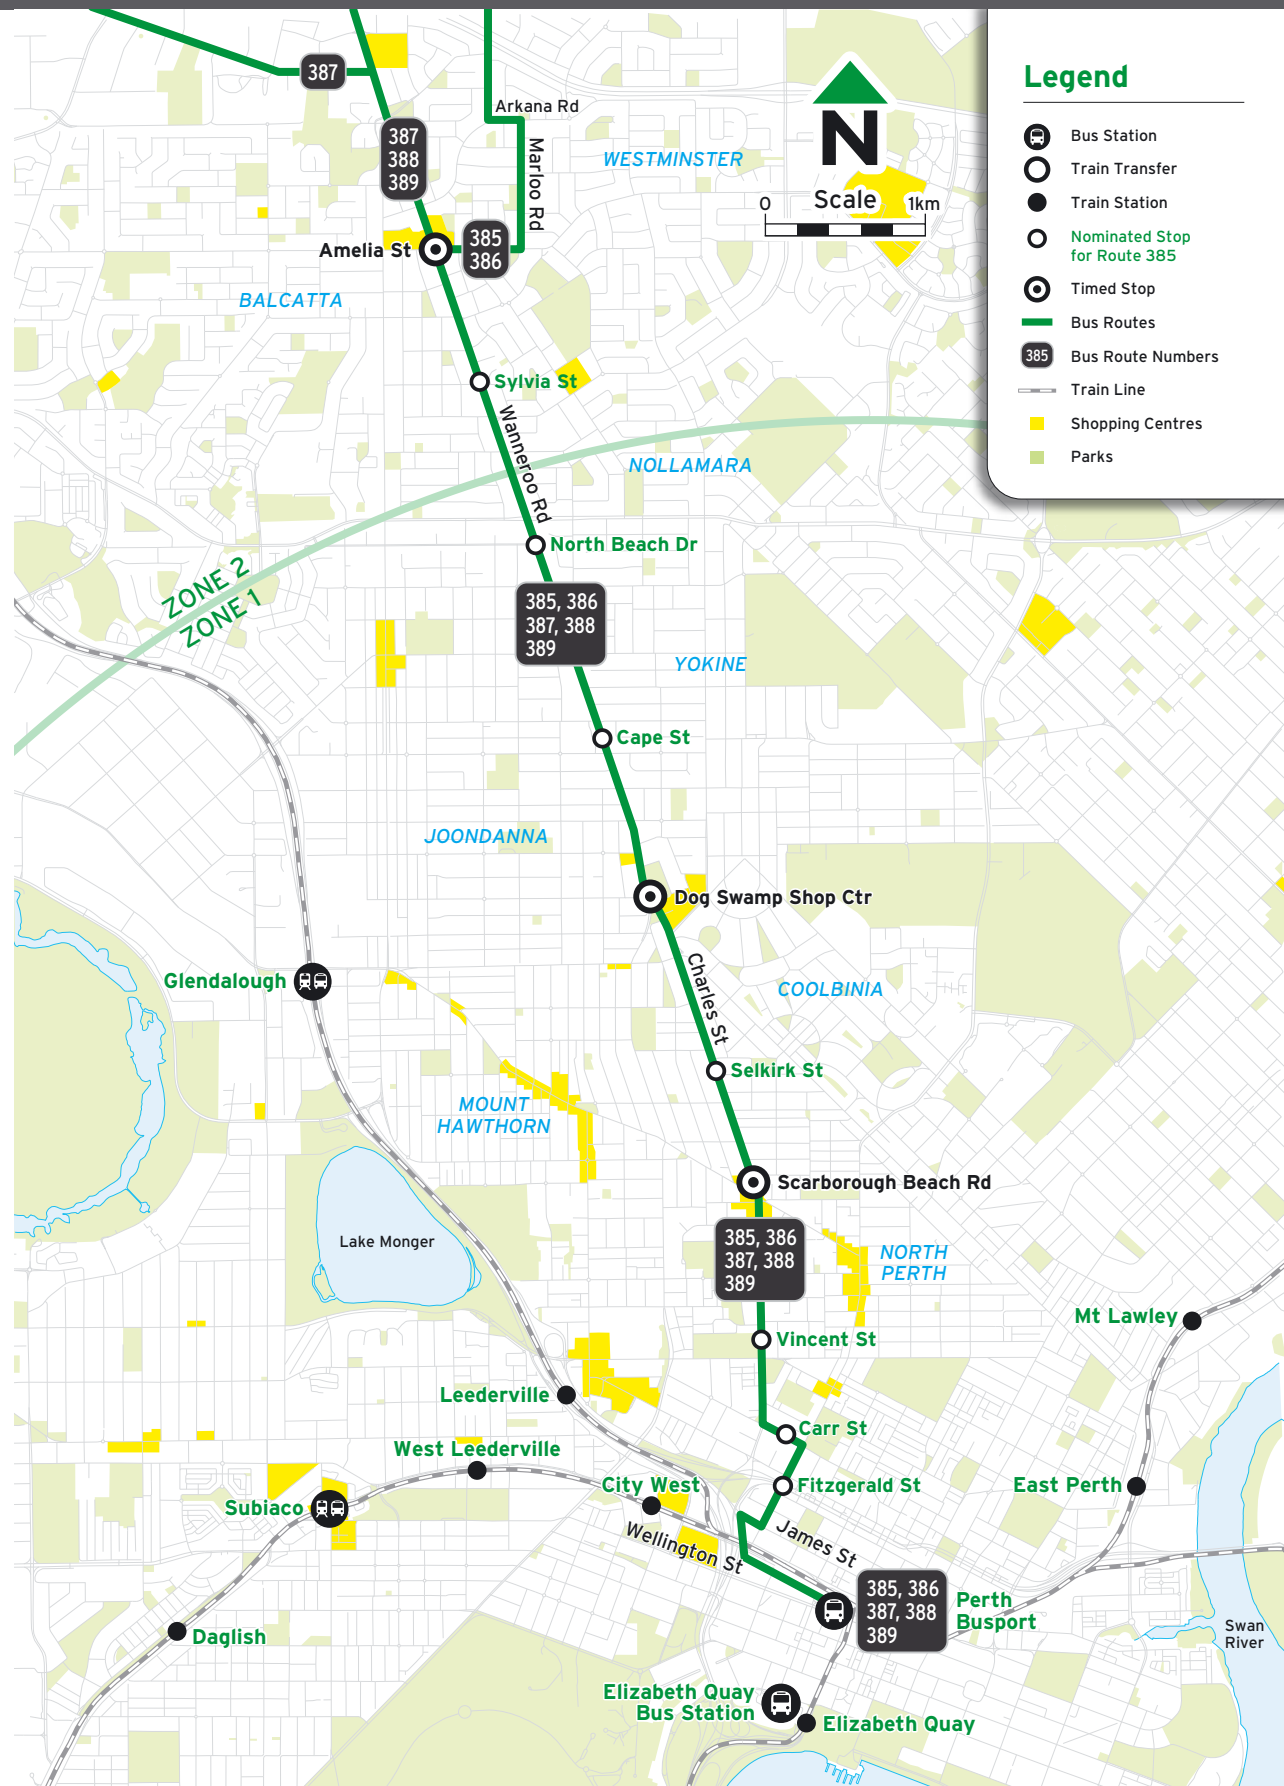 387
387
388
389
Arkana Rd
Marloo Rd
WESTMINSTER
N
Scale
0
1km
Legend
Bus Station
Train Transfer
Train Station
Nominated Stop
for Route 385
Timed Stop
Bus Routes
385
Bus Route Numbers
Train Line
Shopping Centres
Parks
Amelia St
385
386
BALCATTA
Sylvia St
Wanneroo Rd
NOLLAMARA
North Beach Dr
ZONE 2
ZONE 1
385, 386
387, 388
389
YOKINE
Cape St
JOONDANNA
Dog Swamp Shop Ctr
Charles St
Glendalough
COOLBINIA
Selkirk St
MOUNT
HAWTHORN
Scarborough Beach Rd
Lake Monger
385, 386
387, 388
389
NORTH
PERTH
Mt Lawley
Vincent St
Leederville
Carr St
West Leederville
City West
Fitzgerald St
East Perth
Subiaco
Wellington St
James St
385, 386
387, 388
389
Perth
Busport
Daglish
Swan
River
Elizabeth Quay
Bus Station
Elizabeth Quay